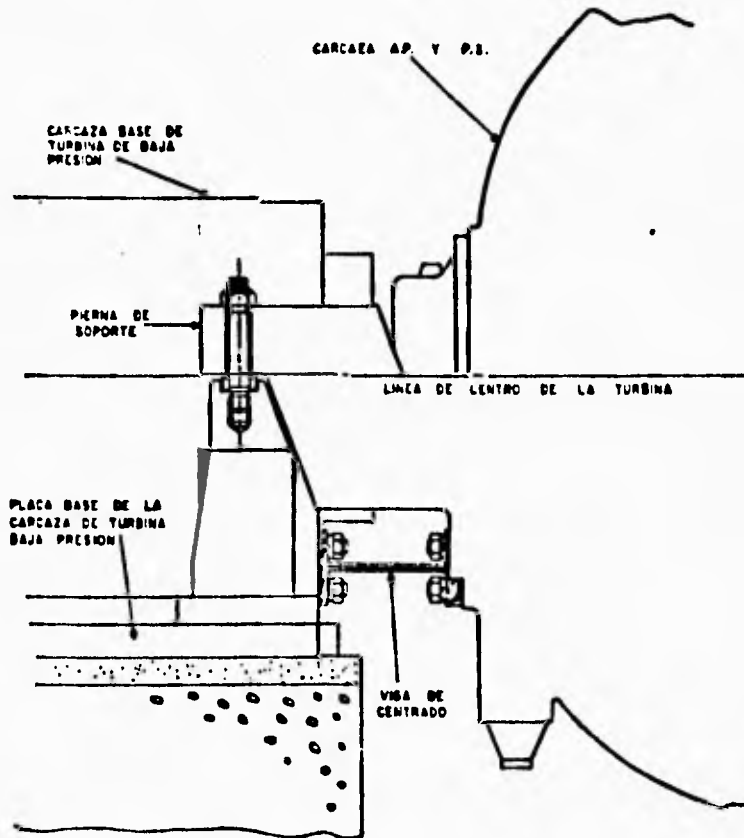 CARCAZA A.P. Y P.I.
CARCAZA BASE DE
TURBINA DE BAJA
PRESION
PIERNA DE
SOPORTE
LINEA DE CENTRO DE LA TURBINA
PLACA BASE DE LA
CARCAZA DE TURBINA
BAJA PRESION
VIGA DE
CENTRADO